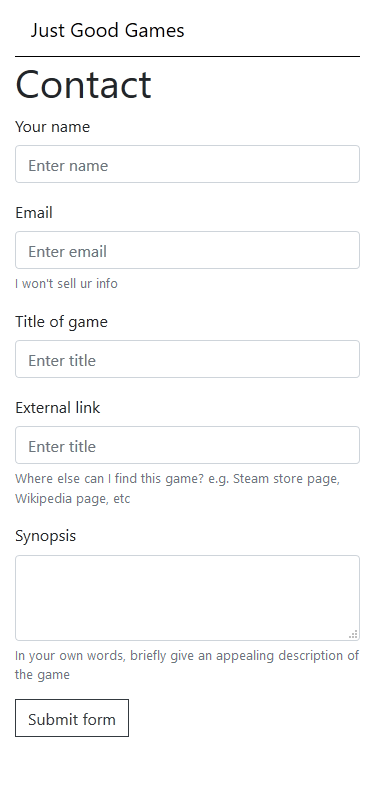 Just Good Games
Contact
Your name
Enter name
Email
Enter email
I won't sell ur info
Title of game
Enter title
External link
Enter title
Where else can I find this game? e.g. Steam store page,
Wikipedia page, etc
Synopsis
In your own words, briefly give an appealing description of
the game
Submit form